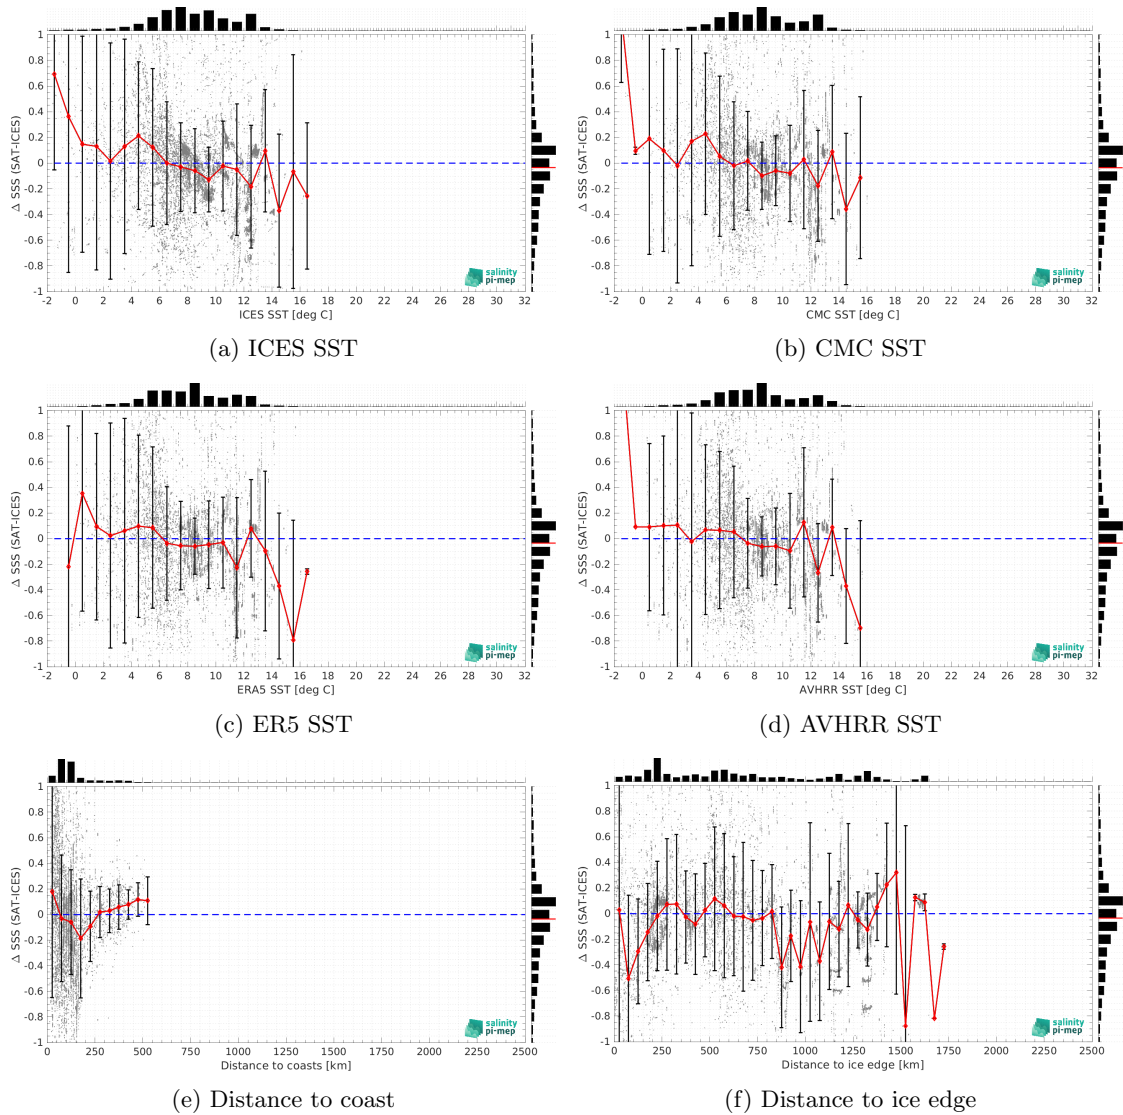 1
0.8
0.6
0.4
0.2
0
-0.2
-0.4
-0.6
-0.8
-1
Δ SSS (SAT-ICES)
-2 0 2 4 6 8 10 12 14 16 18 20 22 24 26 28 30 32
ICES SST [deg C]
salinity
pi-mep
(a) ICES SST
1
0.8
0.6
0.4
0.2
0
-0.2
-0.4
-0.6
-0.8
-1
Δ SSS (SAT-ICES)
-2 0 2 4 6 8 10 12 14 16 18 20 22 24 26 28 30 32
CMC SST [deg C]
salinity
pi-mep
(b) CMC SST
1
0.8
0.6
0.4
0.2
0
-0.2
-0.4
-0.6
-0.8
-1
Δ SSS (SAT-ICES)
-2 0 2 4 6 8 10 12 14 16 18 20 22 24 26 28 30 32
ERA5 SST [deg C]
salinity
pi-mep
(c) ER5 SST
1
0.8
0.6
0.4
0.2
0
-0.2
-0.4
-0.6
-0.8
-1
Δ SSS (SAT-ICES)
-2 0 2 4 6 8 10 12 14 16 18 20 22 24 26 28 30 32
AVHRR SST [deg C]
salinity
pi-mep
(d) AVHRR SST
1
0.8
0.6
0.4
0.2
0
-0.2
-0.4
-0.6
-0.8
-1
Δ SSS (SAT-ICES)
0 250 500 750 1000 1250 1500 1750 2000 2250 2500
Distance to coasts [km]
salinity
pi-mep
(e) Distance to coast
1
0.8
0.6
0.4
0.2
0
-0.2
-0.4
-0.6
-0.8
-1
Δ SSS (SAT-ICES)
0 250 500 750 1000 1250 1500 1750 2000 2250 2500
Distance to ice edge [km]
salinity
pi-mep
(f) Distance to ice edge